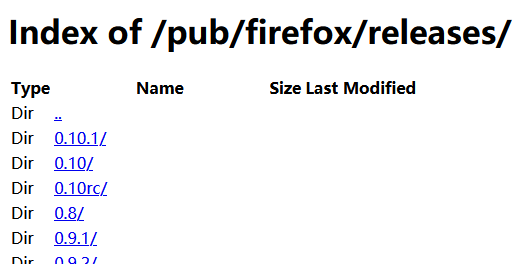 Index of /pub/firefox/releases/
Type Name Size Last Modified
Dir ..
Dir 0.10.1/
Dir 0.10/
Dir 0.10rc/
Dir 0.8/
Dir 0.9.1/
Dir 0.9.2/